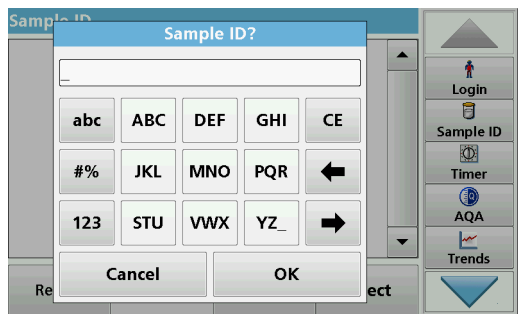 Sample ID
Sample ID?
_
abc ABC DEF GHI CE
#% JKL MNO PQR
123 STU VWX YZ_
Cancel OK
Re
ect
Login
Sample ID
Timer
AQA
Trends